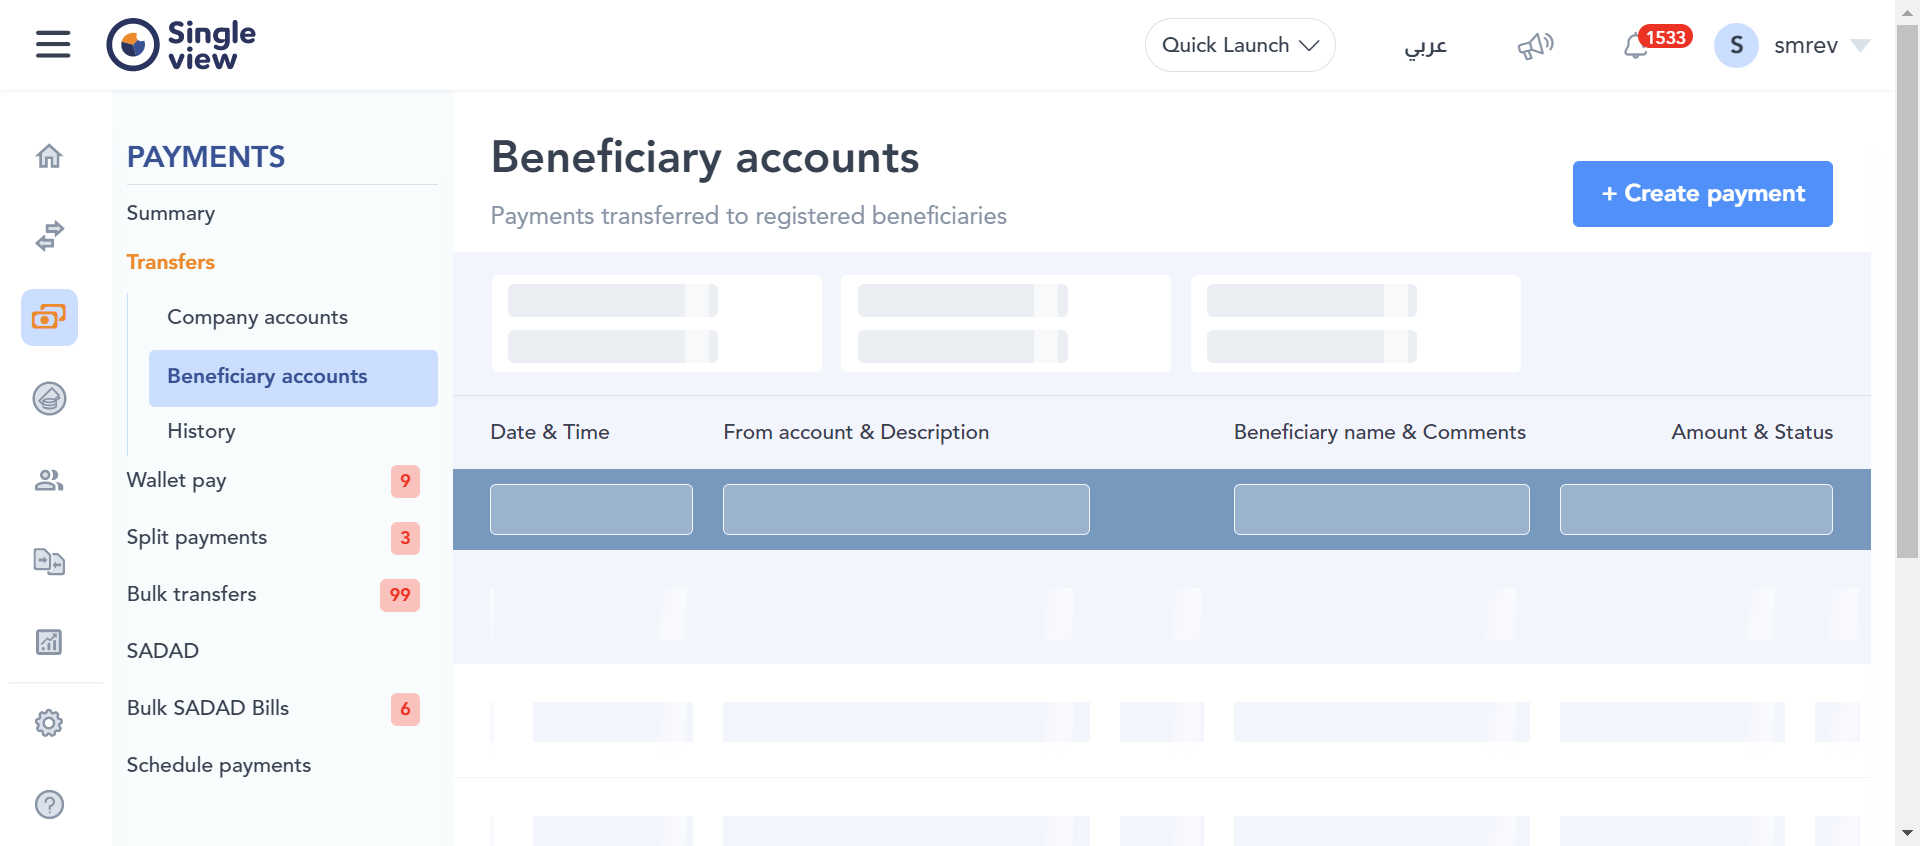 Single
view
Quick Launch
عربي
1533
S
smrev
PAYMENTS
Summary
Transfers
Company accounts
Beneficiary accounts
History
Wallet pay 9
Split payments 3
Bulk transfers 99
SADAD
Bulk SADAD Bills 6
Schedule payments
Beneficiary accounts
Payments transferred to registered beneficiaries
+ Create payment
Date & Time From account & Description Beneficiary name & Comments Amount & Status